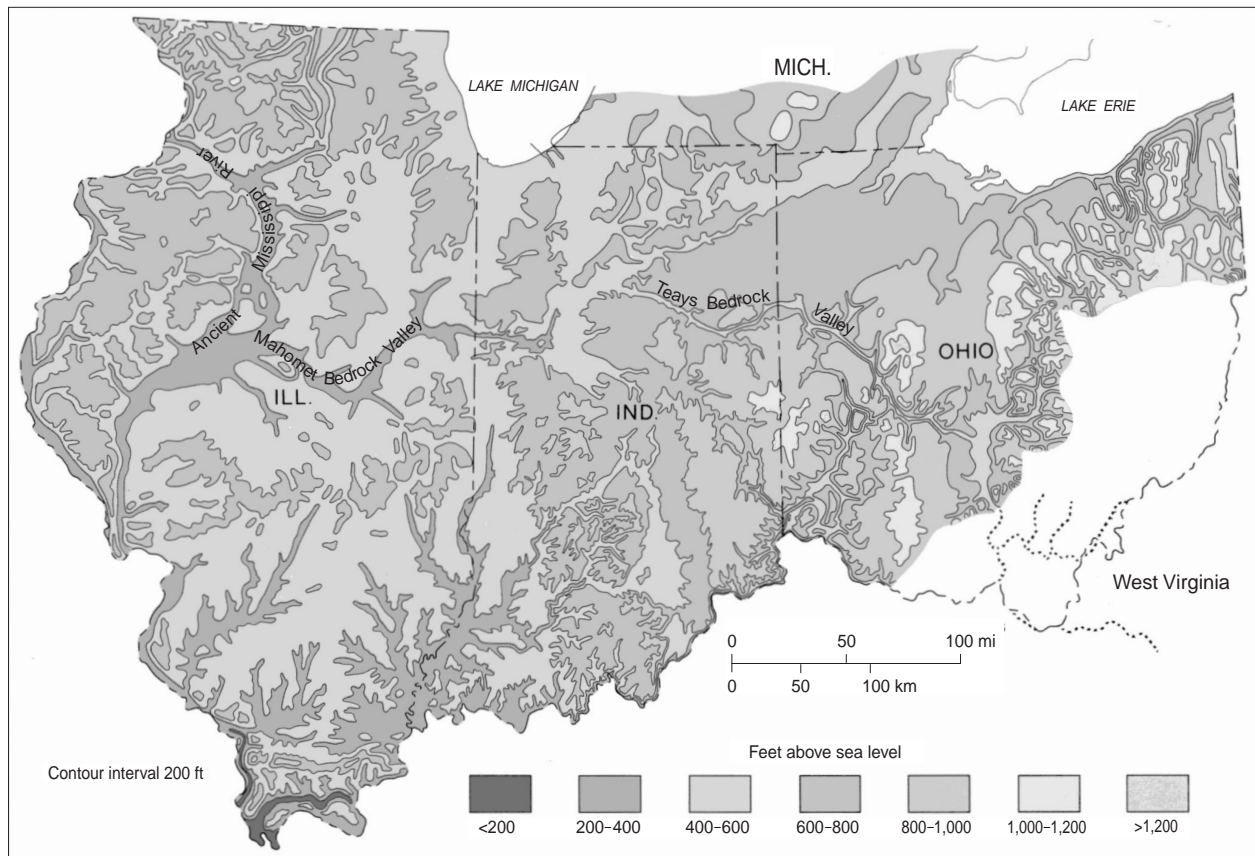 MICH.
LAKE MICHIGAN
LAKE ERIE
River
Mississippi
Ancient
Mahomet Bedrock Valley
Teays Bedrock
Valley
OHIO
ILL.
IND.
West Virginia
0 50 100 mi
0 50 100 km
Feet above sea level
Contour interval 200 ft
<200 200–400 400–600 600–800 800–1,000 1,000–1,200 >1,200